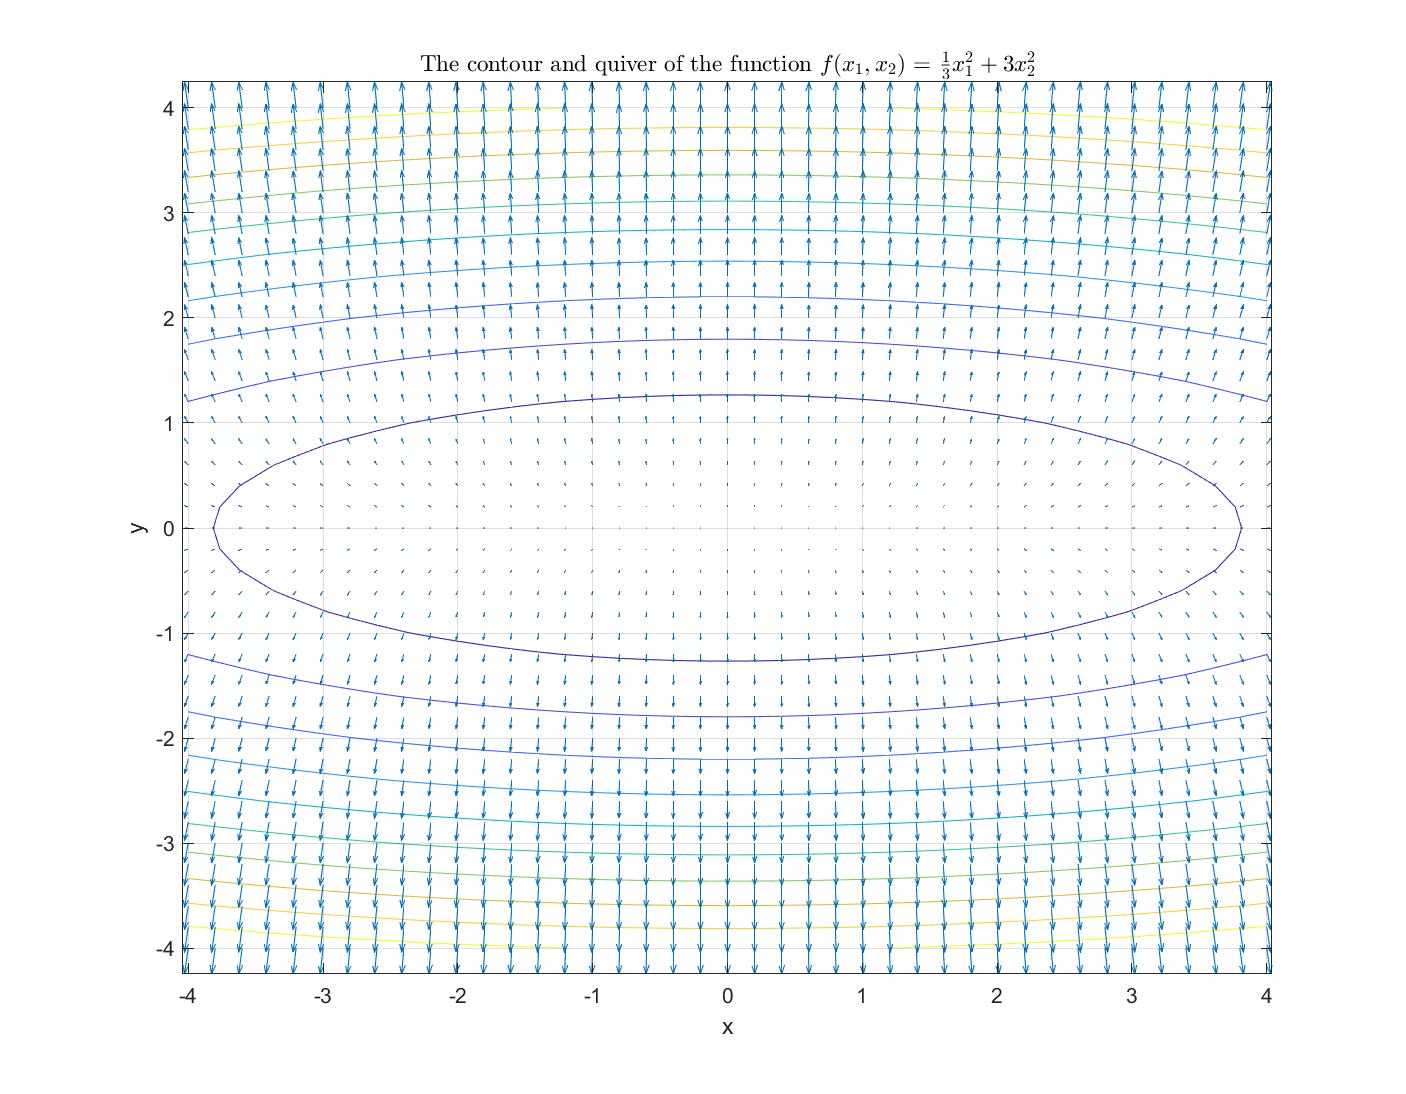 The contour and quiver of the function $f(x_1, x_2) = \frac{1}{3}x_1^2 + 3x_2^2$
4
3
2
1
0
-1
-2
-3
-4
y
-4 -3 -2 -1 0 1 2 3 4
x